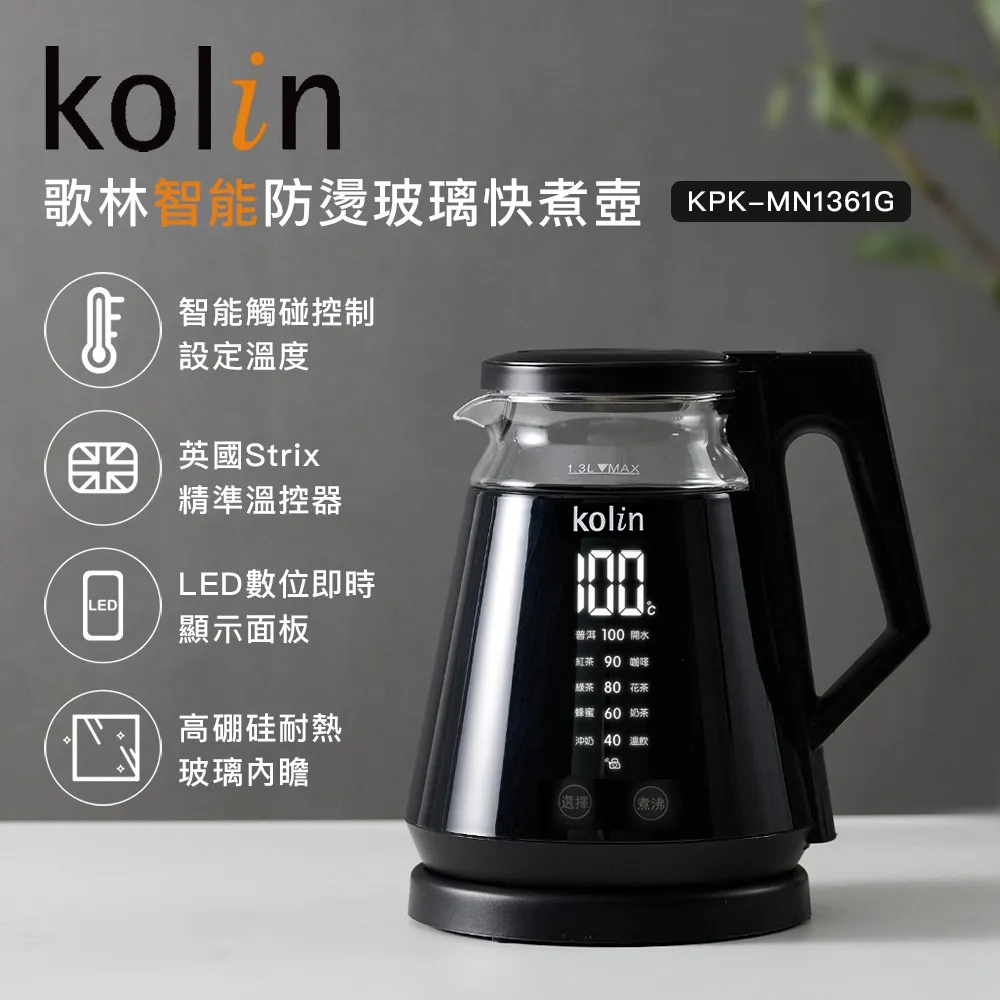 kolin
歌林智能防燙玻璃快煮壺 KPK-MN1361G
智能觸碰控制
設定溫度
英國Strix
精準溫控器
LED
LED數位即時
顯示面板
高硼硅耐熱
玻璃內瞻
1.3L▼MAX
kolin
100℃
普洱 100 開水
紅茶 90 咖啡
綠茶 80 花茶
蜂蜜 60 奶茶
沖奶 40 溫飲
選擇 煮沸